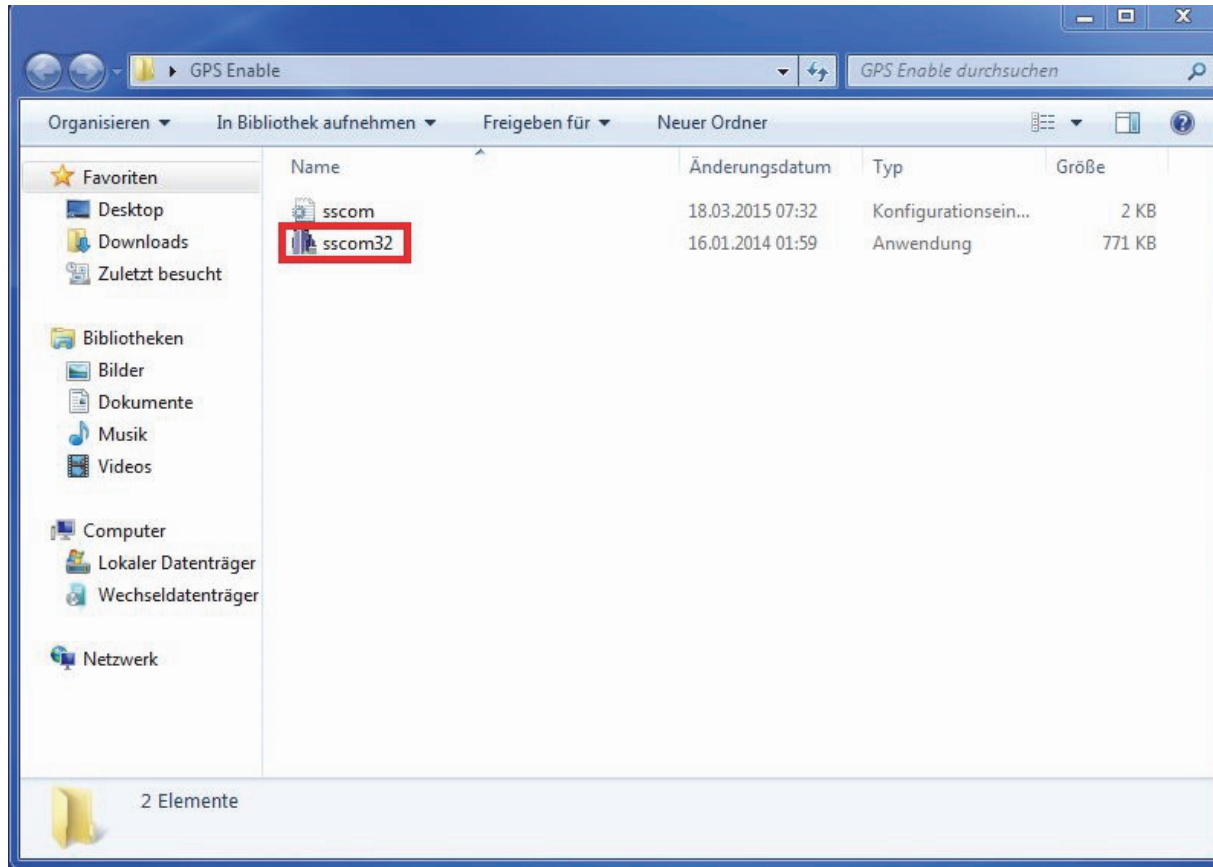 GPS Enable
GPS Enable durchsuchen
Organisieren
In Bibliothek aufnehmen
Freigeben für
Neuer Ordner
Favoriten
Desktop
Downloads
Zuletzt besucht
Bibliotheken
Bilder
Dokumente
Musik
Videos
Computer
Lokaler Datenträger
Wechseldatenträger
Netzwerk
Name Änderungsdatum Typ Größe
sscom 18.03.2015 07:32 Konfigurationsein... 2 KB
sscom32 16.01.2014 01:59 Anwendung 771 KB
2 Elemente